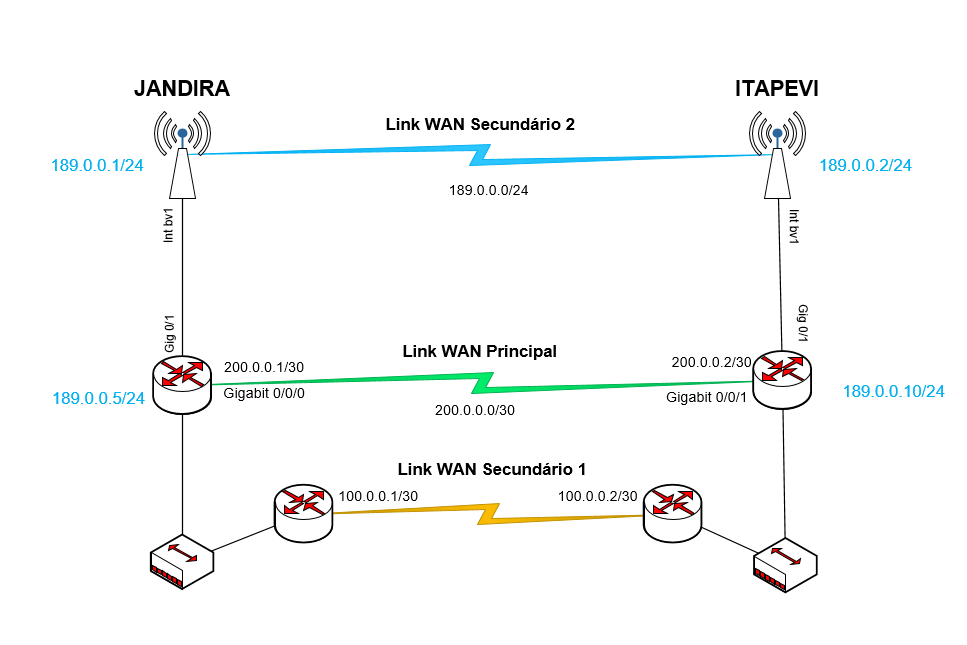 JANDIRA
ITAPEVI
Link WAN Secundário 2
189.0.0.1/24
189.0.0.2/24
189.0.0.0/24
Int bv1
Int bv1
Gig 0/1
Gig 0/1
Link WAN Principal
200.0.0.1/30
200.0.0.2/30
189.0.0.5/24
Gigabit 0/0/0
Gigabit 0/0/1
189.0.0.10/24
200.0.0.0/30
Link WAN Secundário 1
100.0.0.1/30
100.0.0.2/30